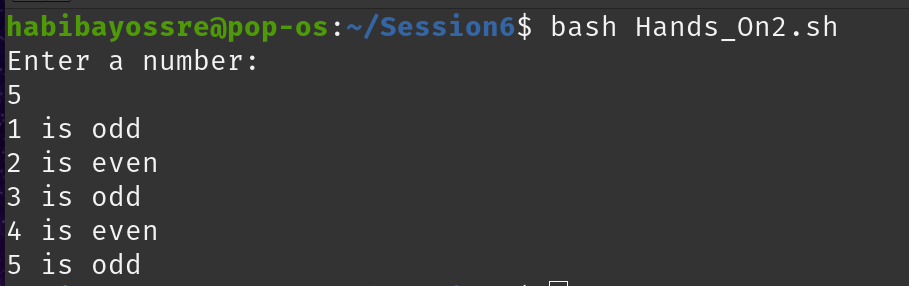 habibayossre@pop-os:~/Session6$ bash Hands_On2.sh
Enter a number:
5
1 is odd
2 is even
3 is odd
4 is even
5 is odd